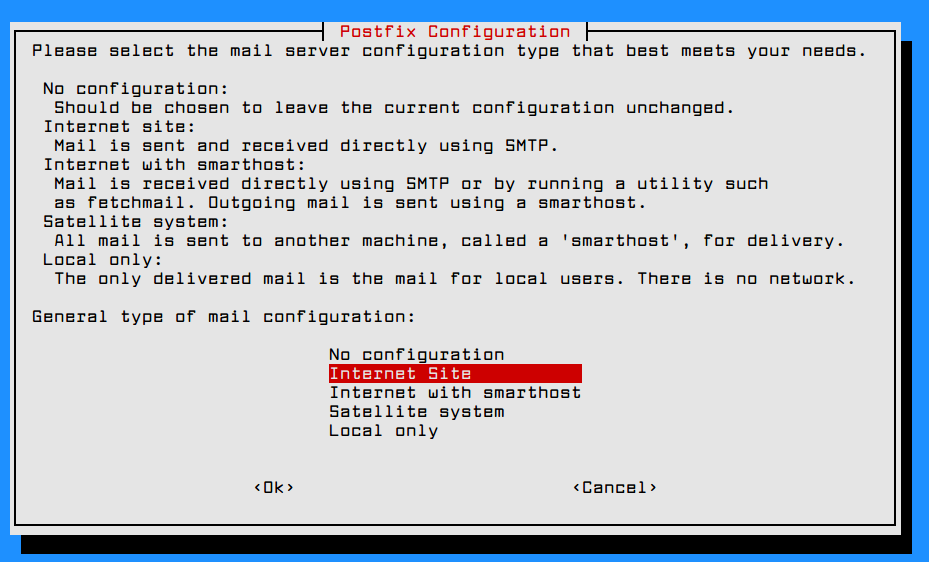 Postfix Configuration
Please select the mail server configuration type that best meets your needs.
No configuration:
Should be chosen to leave the current configuration unchanged.
Internet site:
Mail is sent and received directly using SMTP.
Internet with smarthost:
Mail is received directly using SMTP or by running a utility such
as fetchmail. Outgoing mail is sent using a smarthost.
Satellite system:
All mail is sent to another machine, called a 'smarthost', for delivery.
Local only:
The only delivered mail is the mail for local users. There is no network.
General type of mail configuration:
No configuration
Internet Site
Internet with smarthost
Satellite system
Local only
<Ok> <Cancel>